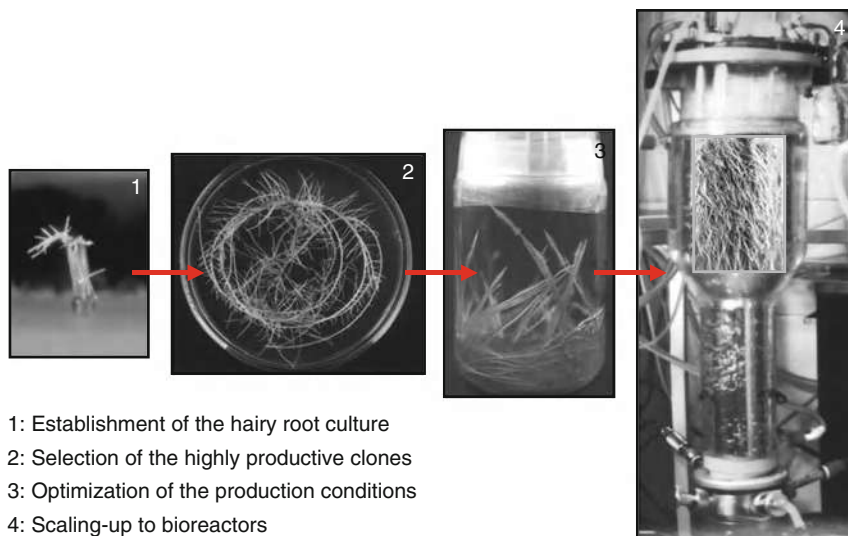 1
2
3
4
1: Establishment of the hairy root culture
2: Selection of the highly productive clones
3: Optimization of the production conditions
4: Scaling-up to bioreactors